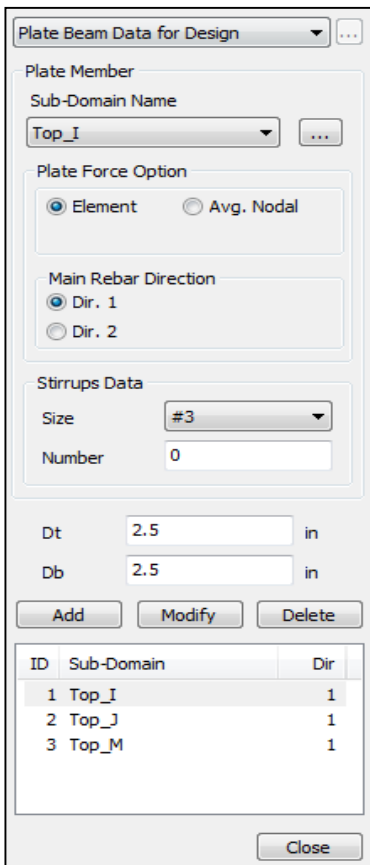 Plate Beam Data for Design ...
Plate Member
Sub-Domain Name
Top_I ...
Plate Force Option
Element Avg. Nodal
Main Rebar Direction
Dir. 1
Dir. 2
Stirrups Data
Size #3
Number 0
Dt 2.5 in
Db 2.5 in
Add Modify Delete
ID Sub-Domain Dir
1 Top_I 1
2 Top_J 1
3 Top_M 1
Close